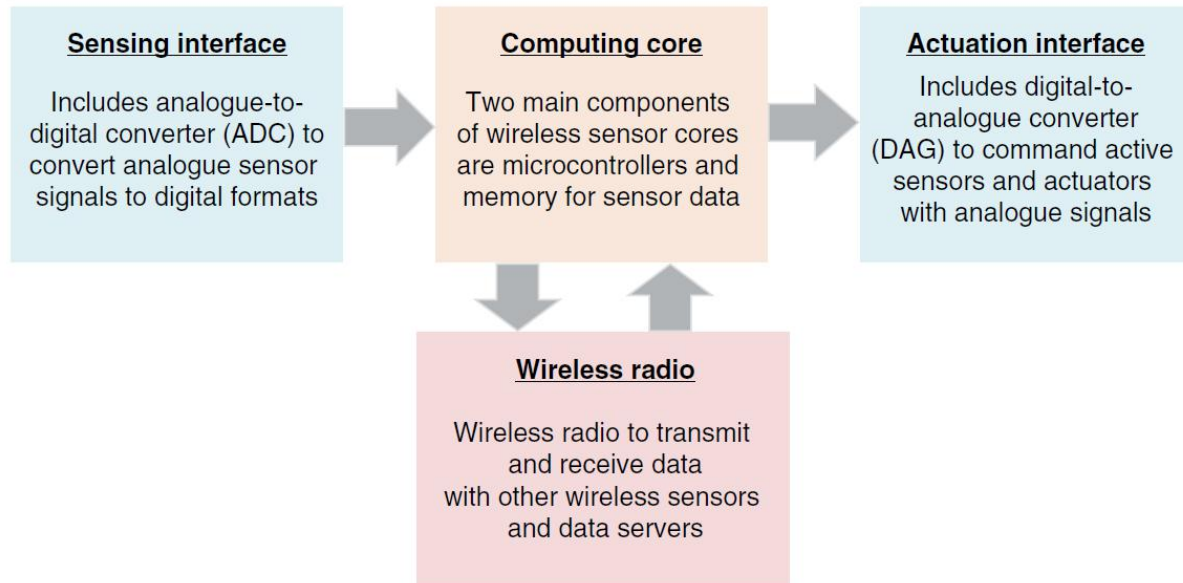 Sensing interface
Includes analogue-to-
digital converter (ADC) to
convert analogue sensor
signals to digital formats
Computing core
Two main components
of wireless sensor cores
are microcontrollers and
memory for sensor data
Actuation interface
Includes digital-to-
analogue converter
(DAG) to command active
sensors and actuators
with analogue signals
Wireless radio
Wireless radio to transmit
and receive data
with other wireless sensors
and data servers